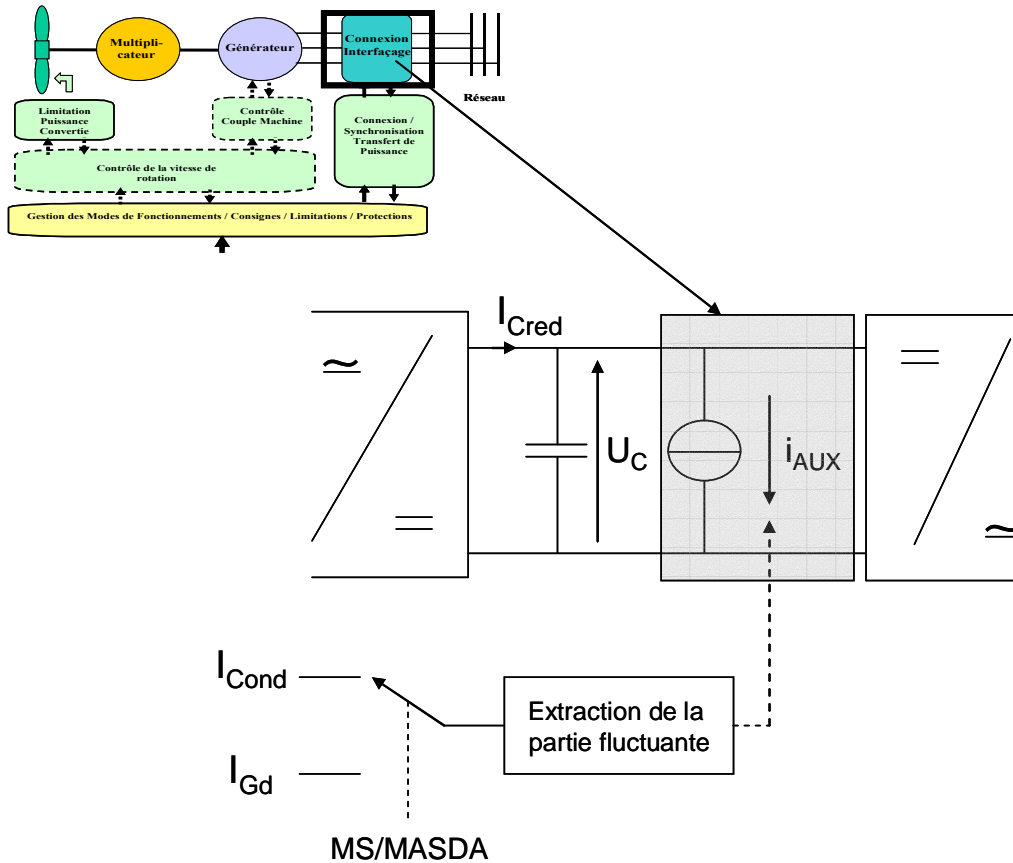 Multipli-
cateur
Générateur
Connexion
Interfaçage
Réseau
Limitation
Puissance
Convertie
Contrôle
Couple Machine
Connexion /
Synchronisation
Transfert de
Puissance
Contrôle de la vitesse de
rotation
Gestion des Modes de Fonctionnements / Consignes / Limitations / Protections
I_Cred
U_C
i_AUX
I_Cond
Extraction de la
partie fluctuante
I_Gd
MS/MASDA